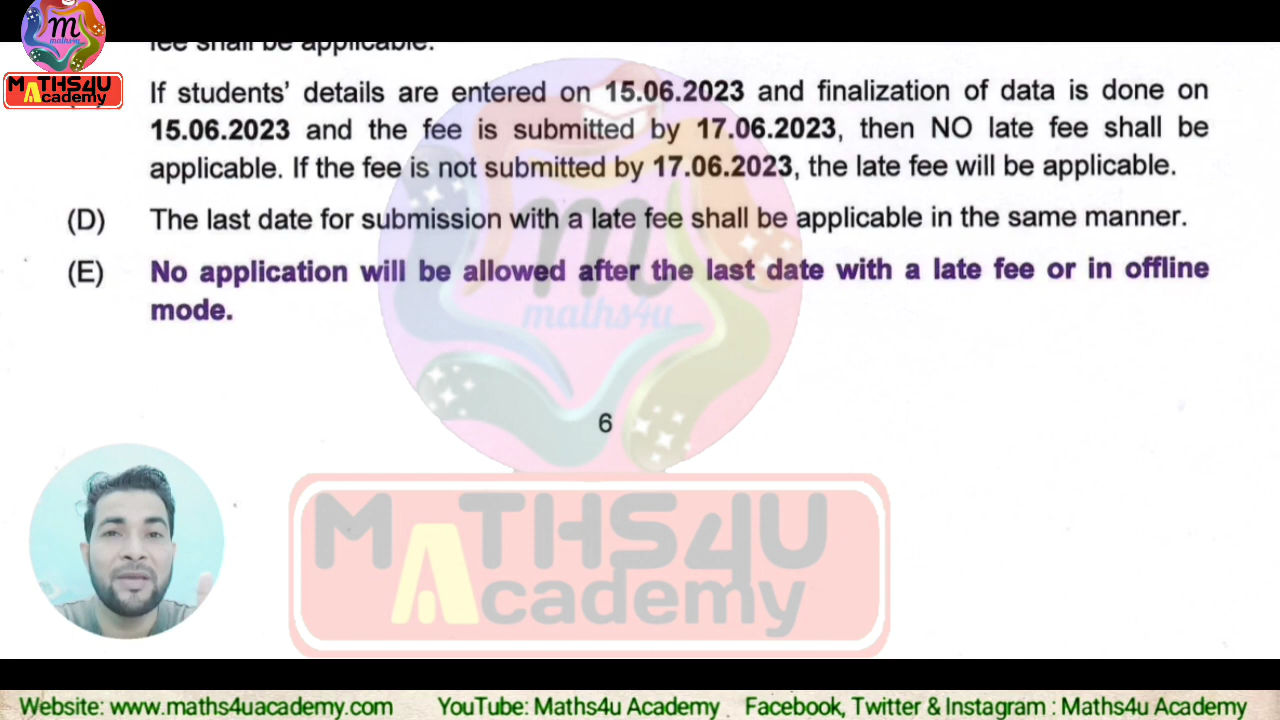 m
maths4u
MATHS4U
Academy
fee shall be applicable.
If students' details are entered on 15.06.2023 and finalization of data is done on
15.06.2023 and the fee is submitted by 17.06.2023, then NO late fee shall be
applicable. If the fee is not submitted by 17.06.2023, the late fee will be applicable.
(D) The last date for submission with a late fee shall be applicable in the same manner.
(E) No application will be allowed after the last date with a late fee or in offline
mode.
m
maths4u
6
MATHS4U
Academy
Website: www.maths4uacademy.com YouTube: Maths4u Academy . Facebook, Twitter & Instagram : Maths4u Academy